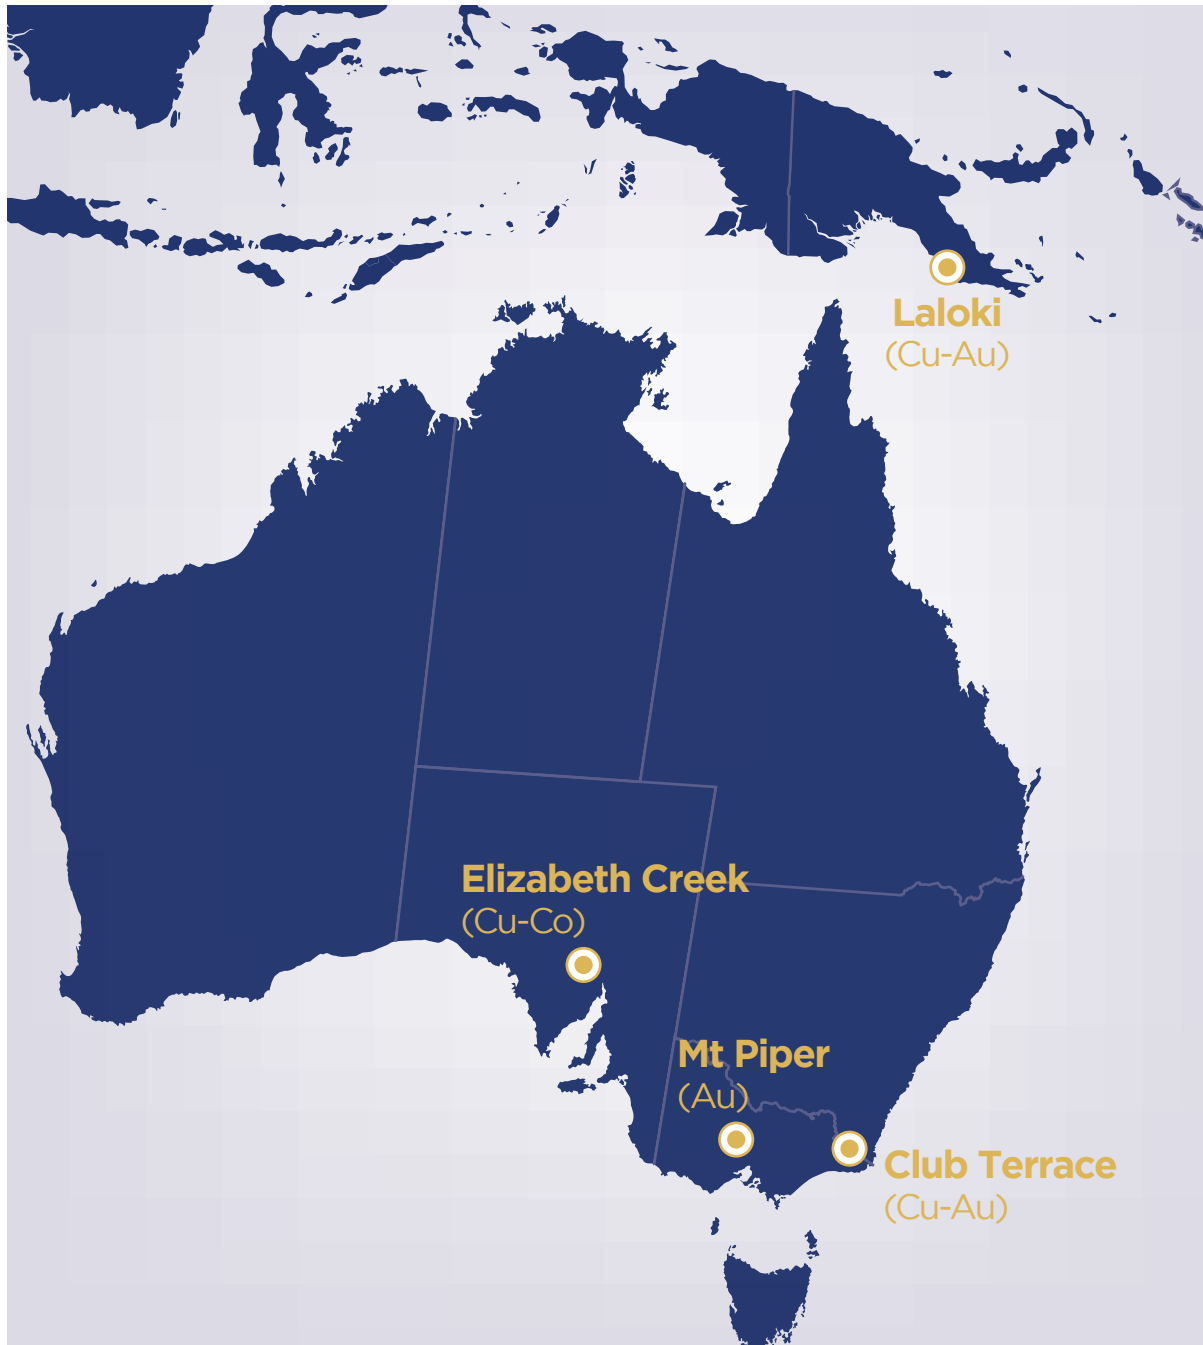 Laloki
(Cu-Au)
Elizabeth Creek
(Cu-Co)
Mt Piper
(Au)
Club Terrace
(Cu-Au)